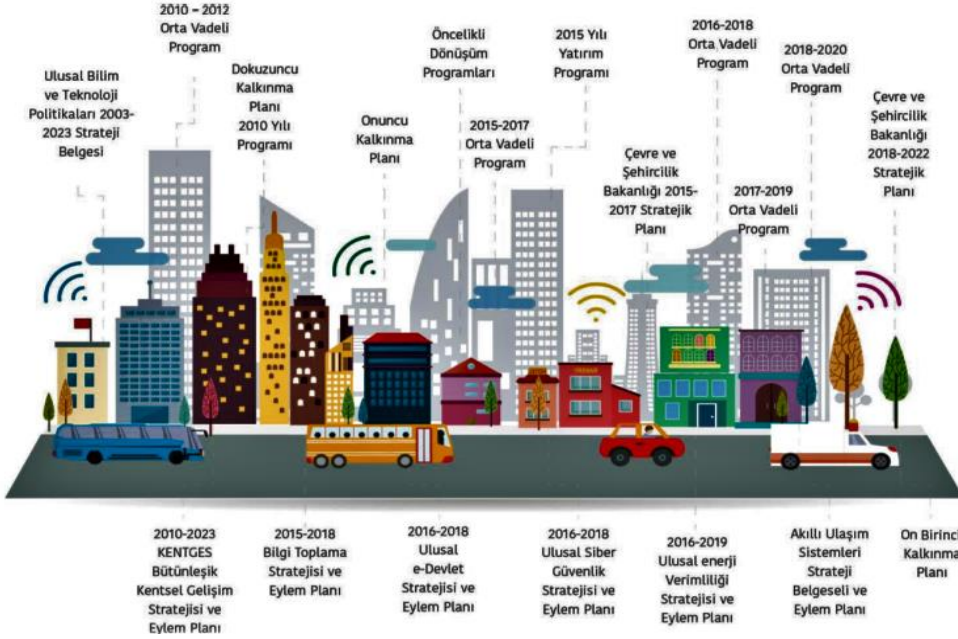 2010 – 2012
Orta Vadeli
Program
Ulusal Bilim
ve Teknoloji
Politikaları 2003-
2023 Strateji
Belgesi
Dokuzuncu
Kalkınma
Planı
2010 Yılı
Programı
Onuncu
Kalkınma
Planı
Öncelikli
Dönüşüm
Programları
2015-2017
Orta Vadeli
Program
2015 Yılı
Yatırım
Programı
Çevre ve
Şehircilik
Bakanlığı 2015-
2017 Stratejik
Planı
2016-2018
Orta Vadeli
Program
2017-2019
Orta Vadeli
Program
2018-2020
Orta Vadeli
Program
Çevre ve
Şehircilik
Bakanlığı
2018-2022
Stratejik
Planı
2010-2023
KENTGES
Bütünleşik
Kentsel Gelişim
Stratejisi ve
Eylem Planı
2015-2018
Bilgi Toplama
Stratejisi ve
Eylem Planı
2016-2018
Ulusal
e-Devlet
Stratejisi ve
Eylem Planı
2016-2018
Ulusal Siber
Güvenlik
Stratejisi ve
Eylem Planı
2016-2019
Ulusal enerji
Verimliliği
Stratejisi ve
Eylem Planı
Akıllı Ulaşım
Sistemleri
Strateji
Belgeseli ve
Eylem Planı
On Birinci
Kalkınma
Planı